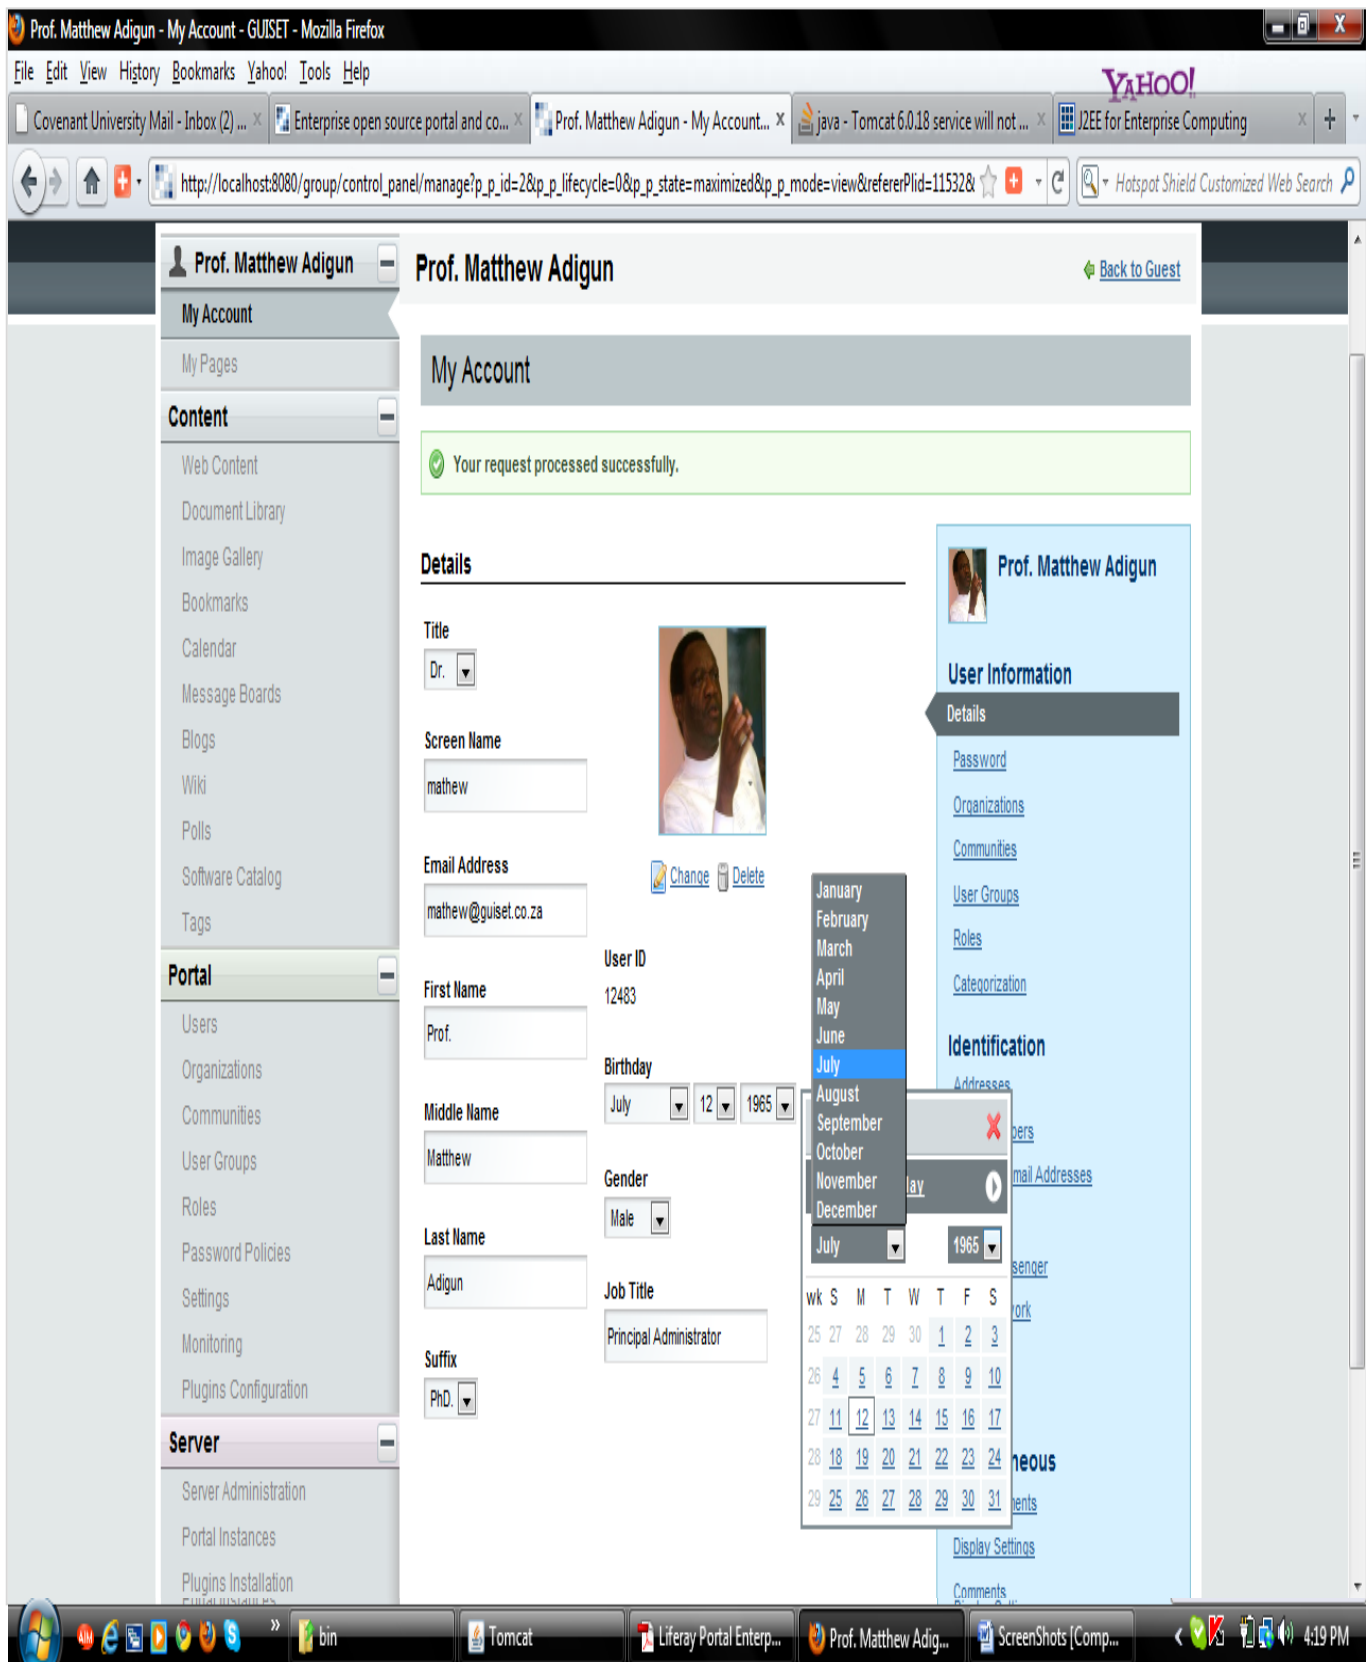 Prof. Matthew Adigun - My Account - GUISET - Mozilla Firefox
File Edit View History Bookmarks Yahoo! Tools Help
YAHOO!
Covenant University Mail - Inbox (2) ... Enterprise open source portal and co... Prof. Matthew Adigun - My Account... java - Tomcat 6.0.18 service will not ... J2EE for Enterprise Computing
http://localhost:8080/group/control_panel/manage?p_p_id=2&p_p_lifecycle=0&p_p_state=maximized&p_p_mode=view&refererPlid=11532& Hotspot Shield Customized Web Search
Prof. Matthew Adigun
My Account
My Pages
Content
Web Content
Document Library
Image Gallery
Bookmarks
Calendar
Message Boards
Blogs
Wiki
Polls
Software Catalog
Tags
Portal
Users
Organizations
Communities
User Groups
Roles
Password Policies
Settings
Monitoring
Plugins Configuration
Server
Server Administration
Portal Instances
Plugins Installation
Prof. Matthew Adigun
Back to Guest
My Account
Your request processed successfully.
Details
Title
Dr.
Screen Name
mathew
Email Address
mathew@guiset.co.za
First Name
Prof.
Middle Name
Matthew
Last Name
Adigun
Suffix
PhD.
Change Delete
User ID
12483
Birthday
July 12 1965
Gender
Male
Job Title
Principal Administrator
January
February
March
April
May
June
July
August
September
October
November
December
July 1965
wk S M T W T F S
25 27 28 29 30 1 2 3
26 4 5 6 7 8 9 10
27 11 12 13 14 15 16 17
28 18 19 20 21 22 23 24
29 25 26 27 28 29 30 31
Prof. Matthew Adigun
User Information
Details
Password
Organizations
Communities
User Groups
Roles
Categorization
Identification
Addresses
bers
mail Addresses
senger
ork
neous
ents
Display Settings
Comments
bin Tomcat Liferay Portal Enterp... Prof. Matthew Adig... ScreenShots [Comp... 4:19 PM